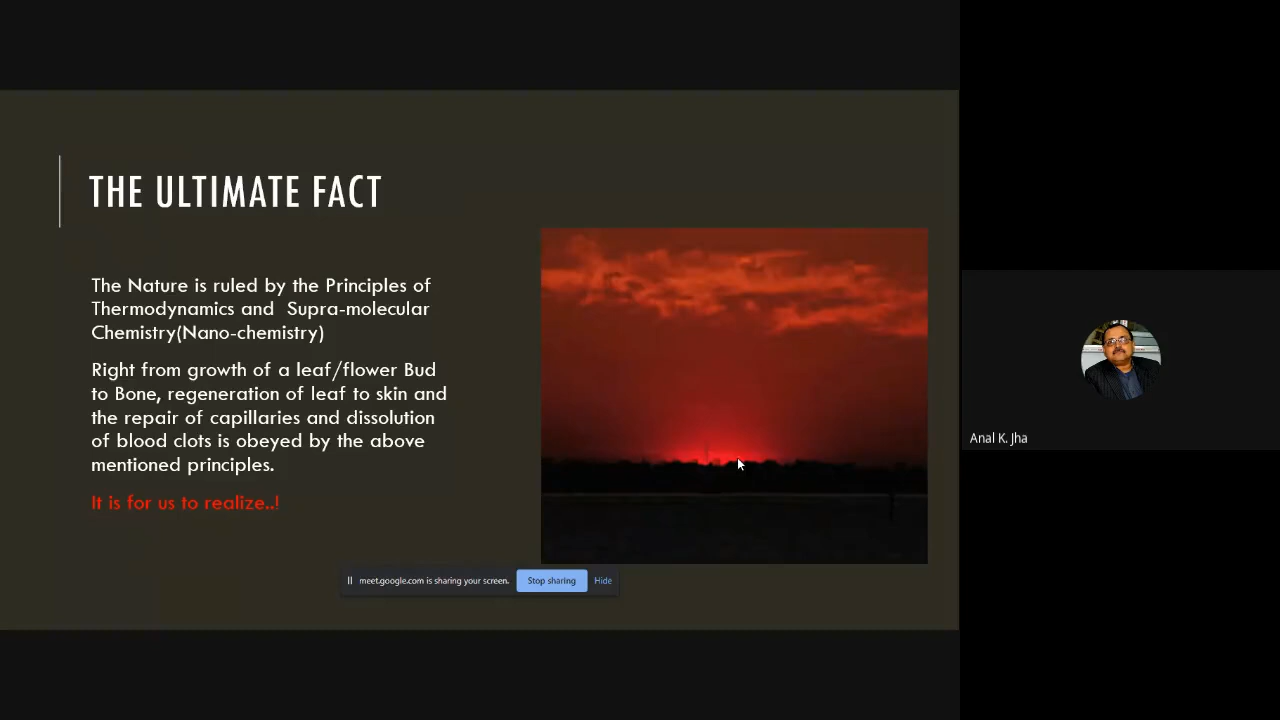 THE ULTIMATE FACT
The Nature is ruled by the Principles of
Thermodynamics and Supra-molecular
Chemistry(Nano-chemistry)
Right from growth of a leaf/flower Bud
to Bone, regeneration of leaf to skin and
the repair of capillaries and dissolution
of blood clots is obeyed by the above
mentioned principles.
It is for us to realize..!
meet.google.com is sharing your screen. Stop sharing Hide
Anal K. Jha